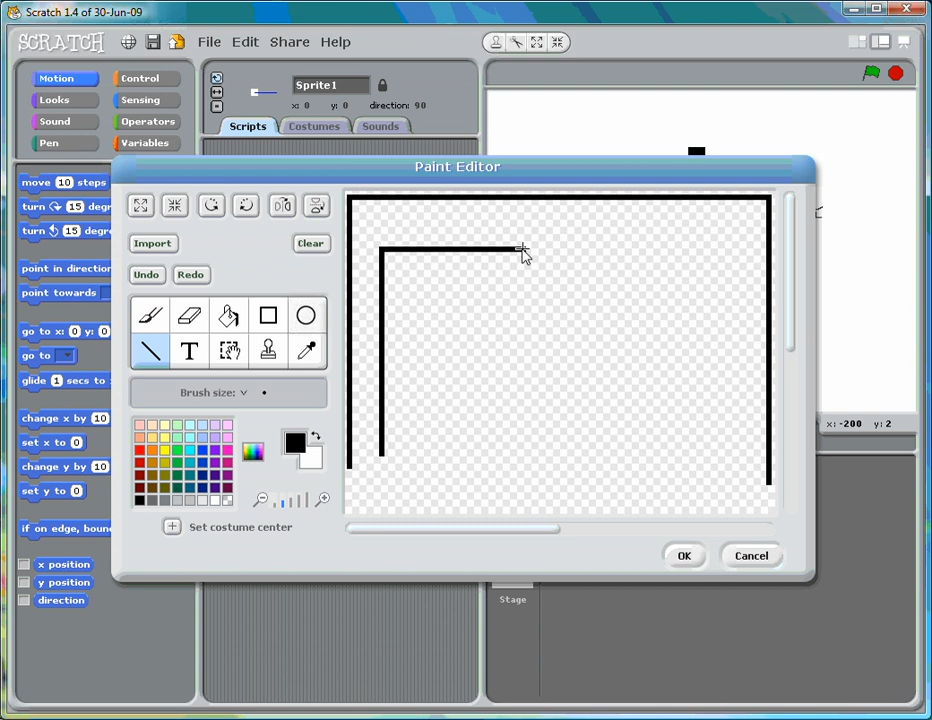 Scratch 1.4 of 30-Jun-09
SCRATCH File Edit Share Help
Motion Control
Looks Sensing
Sound Operators
Pen Variables
Sprite1
x: 0 y: 0 direction: 90
Scripts Costumes Sounds
move 10 steps
turn 15 degr
turn 15 degre
point in direction
point towards
go to x: 0 y: 0
go to
glide 1 secs to x
change x by 10
set x to 0
change y by 10
set y to 0
if on edge, boun
x position
y position
direction
Paint Editor
Import Clear
Undo Redo
T
Brush size:
Set costume center
OK Cancel
x: -200 y: 2
Stage